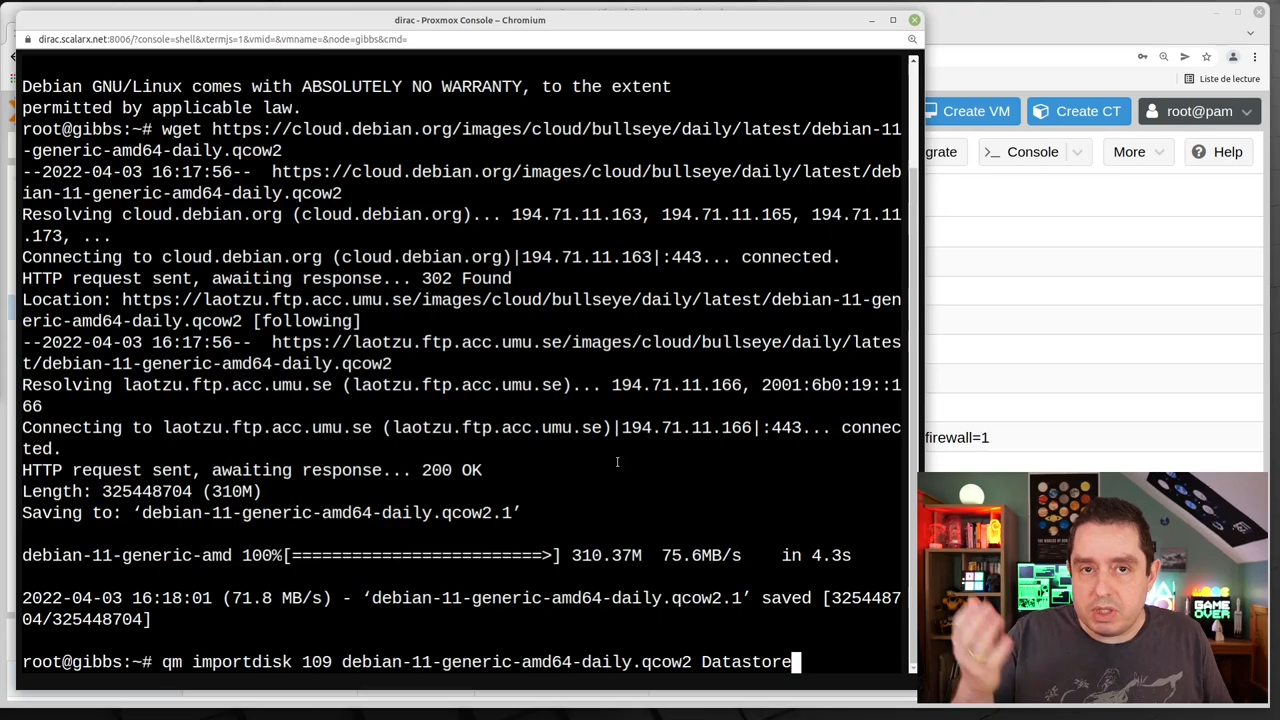 dirac - Proxmox Console – Chromium
dirac.scalarx.net:8006/?console=shell&xtermjs=1&vmid=&vmname=&node=gibbs&cmd=
Liste de lecture
Create VM
Create CT
root@pam
grate
Console
More
Help
Debian GNU/Linux comes with ABSOLUTELY NO WARRANTY, to the extent
permitted by applicable law.
root@gibbs:~# wget https://cloud.debian.org/images/cloud/bullseye/daily/latest/debian-11
-generic-amd64-daily.qcow2
--2022-04-03 16:17:56--  https://cloud.debian.org/images/cloud/bullseye/daily/latest/deb
ian-11-generic-amd64-daily.qcow2
Resolving cloud.debian.org (cloud.debian.org)... 194.71.11.163, 194.71.11.165, 194.71.11
.173, ...
Connecting to cloud.debian.org (cloud.debian.org)|194.71.11.163|:443... connected.
HTTP request sent, awaiting response... 302 Found
Location: https://laotzu.ftp.acc.umu.se/images/cloud/bullseye/daily/latest/debian-11-gen
eric-amd64-daily.qcow2 [following]
--2022-04-03 16:17:56--  https://laotzu.ftp.acc.umu.se/images/cloud/bullseye/daily/lates
t/debian-11-generic-amd64-daily.qcow2
Resolving laotzu.ftp.acc.umu.se (laotzu.ftp.acc.umu.se)... 194.71.11.166, 2001:6b0:19::1
66
Connecting to laotzu.ftp.acc.umu.se (laotzu.ftp.acc.umu.se)|194.71.11.166|:443... connec
ted.
HTTP request sent, awaiting response... 200 OK
Length: 325448704 (310M)
Saving to: ‘debian-11-generic-amd64-daily.qcow2.1’
debian-11-generic-amd 100%[========================>] 310.37M  75.6MB/s    in 4.3s
2022-04-03 16:18:01 (71.8 MB/s) - ‘debian-11-generic-amd64-daily.qcow2.1’ saved [3254487
04/325448704]
root@gibbs:~# qm importdisk 109 debian-11-generic-amd64-daily.qcow2 Datastore
firewall=1
GAME
OVER